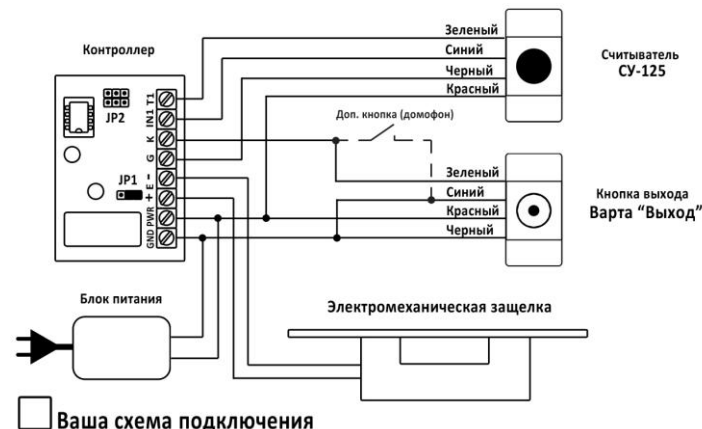 Зеленый
Синий
Черный
Красный
Считыватель
СУ-125
Контроллер
JP2
T1
IN1
K
G
E
−
+
PWR
GND
JP1
Доп. кнопка (домофон)
Зеленый
Синий
Красный
Черный
Кнопка выхода
Варта “Выход”
Блок питания
Электромеханическая защелка
Ваша схема подключения